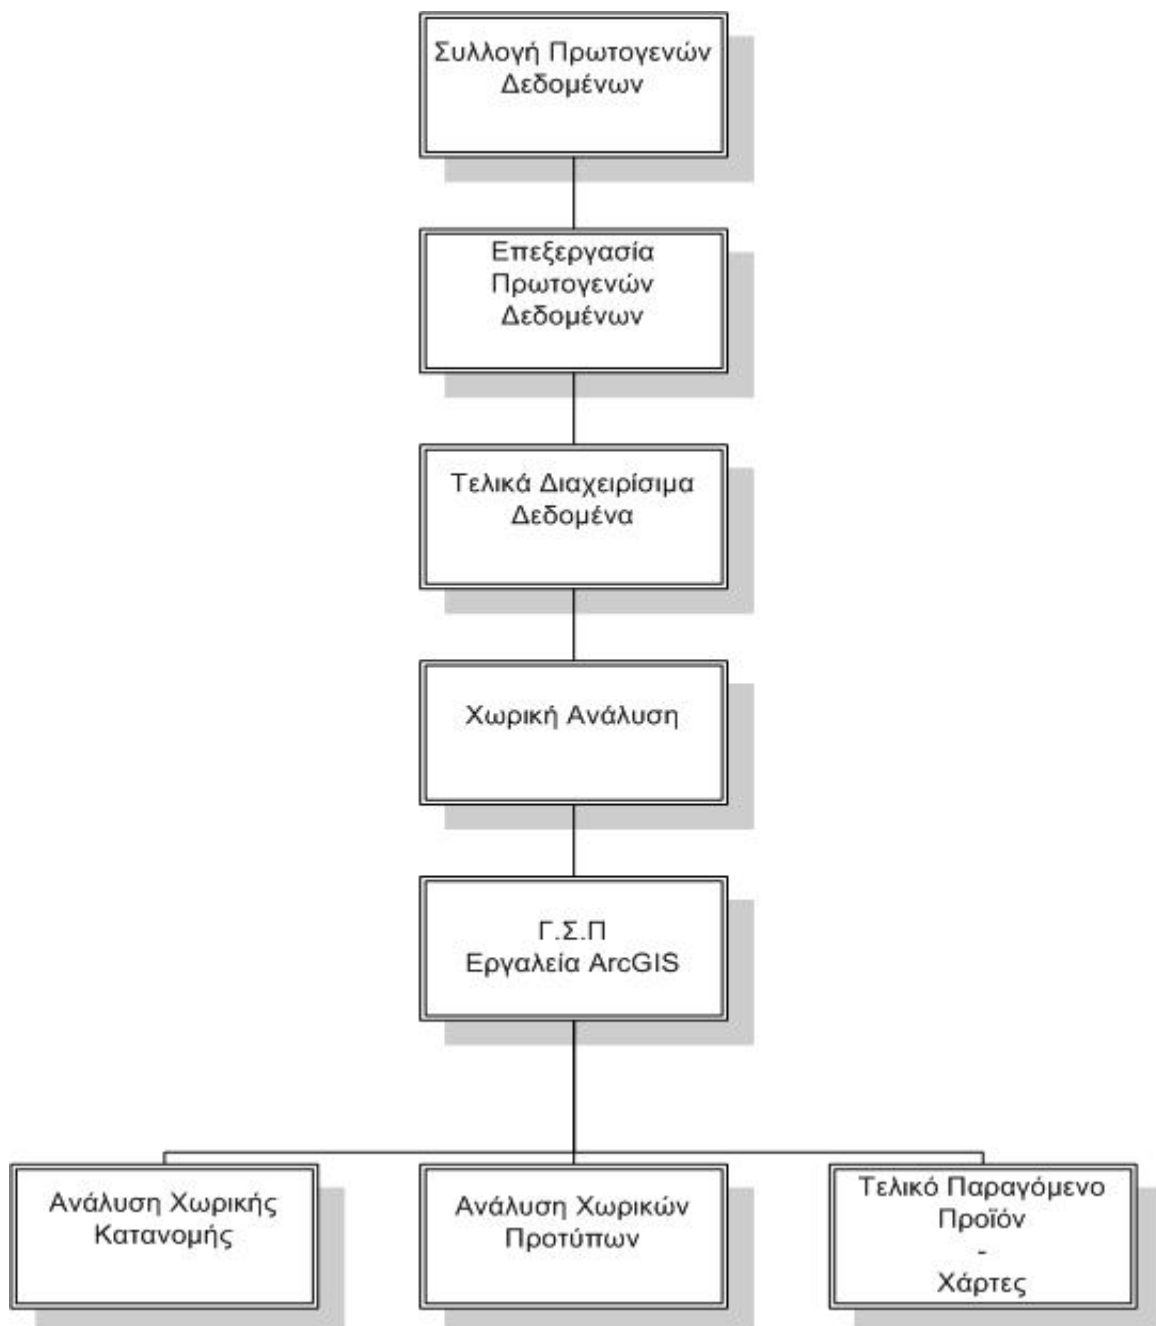 Συλλογή Πρωτογενών
Δεδομένων
Επεξεργασία
Πρωτογενών
Δεδομένων
Τελικά Διαχειρίσιμα
Δεδομένα
Χωρική Ανάλυση
Γ.Σ.Π
Εργαλεία ArcGIS
Ανάλυση Χωρικής
Κατανομής
Ανάλυση Χωρικών
Προτύπων
Τελικό Παραγόμενο
Προϊόν
-
Χάρτες